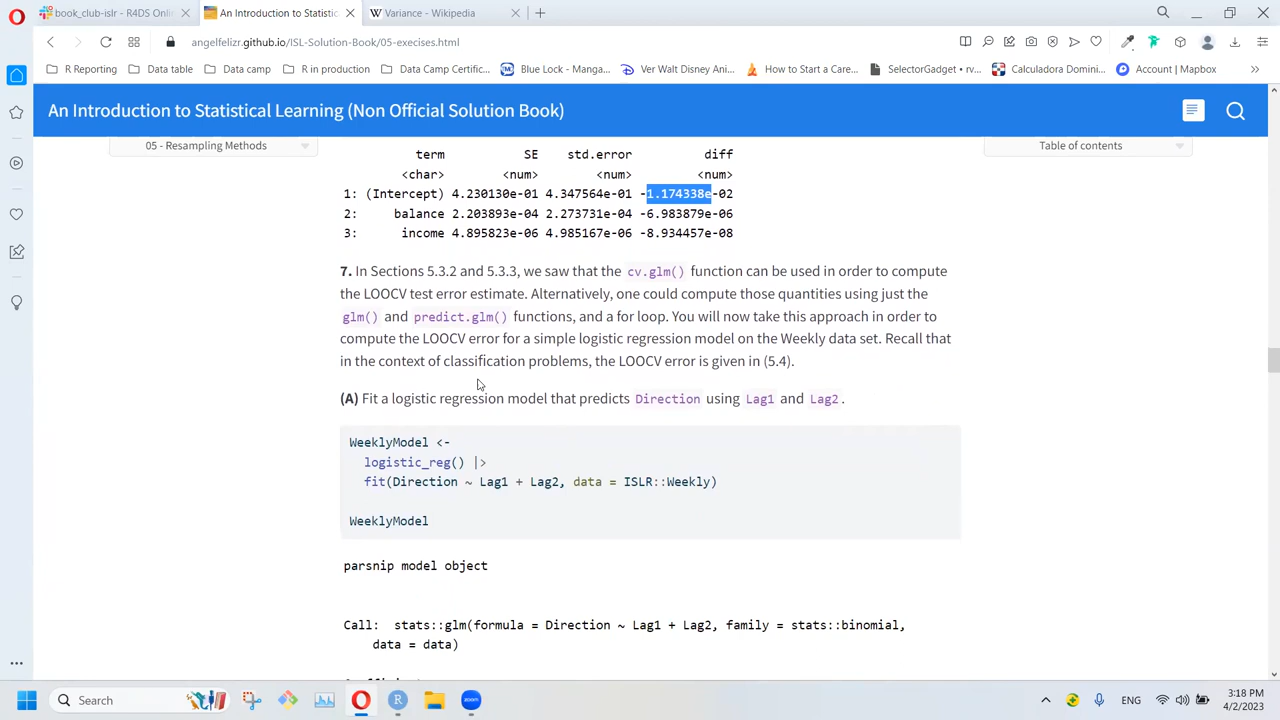 book_club-islr - R4DS Onli
An Introduction to Statistic
Variance - Wikipedia
angelfelizr.github.io/ISL-Solution-Book/05-execises.html
R Reporting
Data table
Data camp
R in production
Data Camp Certific...
Blue Lock - Manga...
Ver Walt Disney Ani...
How to Start a Care...
SelectorGadget • rv...
Calculadora Domini...
Account | Mapbox
An Introduction to Statistical Learning (Non Official Solution Book)
05 - Resampling Methods
Table of contents
term SE std.error diff
<char> <num> <num> <num>
1: (Intercept) 4.230130e-01 4.347564e-01 -1.174338e-02
2: balance 2.203893e-04 2.273731e-04 -6.983879e-06
3: income 4.895823e-06 4.985167e-06 -8.934457e-08
7. In Sections 5.3.2 and 5.3.3, we saw that the cv.glm() function can be used in order to compute
the LOOCV test error estimate. Alternatively, one could compute those quantities using just the
glm() and predict.glm() functions, and a for loop. You will now take this approach in order to
compute the LOOCV error for a simple logistic regression model on the Weekly data set. Recall that
in the context of classification problems, the LOOCV error is given in (5.4).
(A) Fit a logistic regression model that predicts Direction using Lag1 and Lag2.
WeeklyModel <-
logistic_reg() |>
fit(Direction ~ Lag1 + Lag2, data = ISLR::Weekly)
WeeklyModel
parsnip model object
Call: stats::glm(formula = Direction ~ Lag1 + Lag2, family = stats::binomial,
data = data)
Search
ENG
3:18 PM
4/2/2023